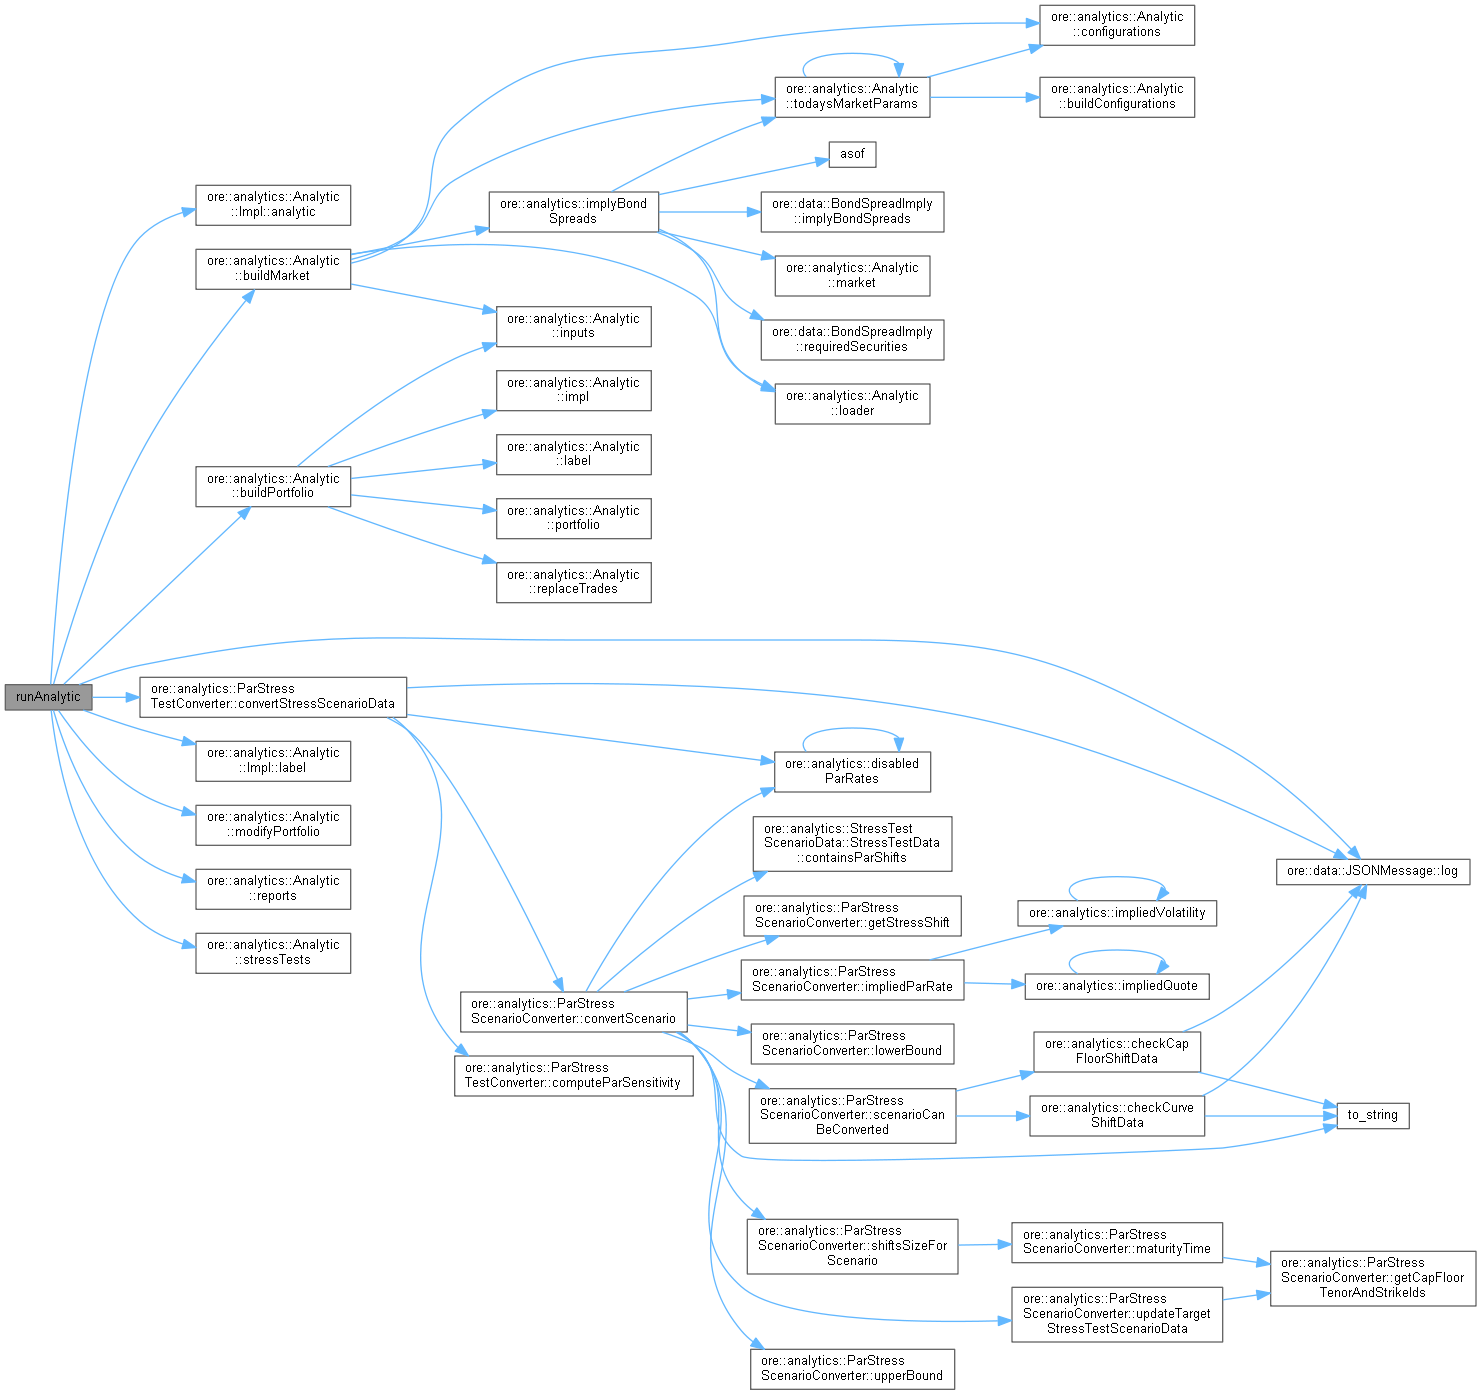 ore::analytics::Analytic
::configurations
ore::analytics::Analytic
::todaysMarketParams
ore::analytics::Analytic
::buildConfigurations
asof
ore::analytics::Analytic
::Impl::analytic
ore::analytics::implyBond
Spreads
ore::data::BondSpreadImply
::implyBondSpreads
ore::analytics::Analytic
::buildMarket
ore::analytics::Analytic
::market
ore::analytics::Analytic
::inputs
ore::data::BondSpreadImply
::requiredSecurities
ore::analytics::Analytic
::impl
ore::analytics::Analytic
::loader
ore::analytics::Analytic
::label
ore::analytics::Analytic
::buildPortfolio
ore::analytics::Analytic
::portfolio
ore::analytics::Analytic
::replaceTrades
runAnalytic
ore::analytics::ParStress
TestConverter::convertStressScenarioData
ore::analytics::Analytic
::Impl::label
ore::analytics::disabled
ParRates
ore::analytics::Analytic
::modifyPortfolio
ore::analytics::StressTest
ScenarioData::StressTestData
::containsParShifts
ore::data::JSONMessage::log
ore::analytics::Analytic
::reports
ore::analytics::ParStress
ScenarioConverter::getStressShift
ore::analytics::impliedVolatility
ore::analytics::Analytic
::stressTests
ore::analytics::ParStress
ScenarioConverter::impliedParRate
ore::analytics::impliedQuote
ore::analytics::ParStress
ScenarioConverter::convertScenario
ore::analytics::ParStress
ScenarioConverter::lowerBound
ore::analytics::checkCap
FloorShiftData
ore::analytics::ParStress
TestConverter::computeParSensitivity
ore::analytics::ParStress
ScenarioConverter::scenarioCan
BeConverted
ore::analytics::checkCurve
ShiftData
to_string
ore::analytics::ParStress
ScenarioConverter::shiftsSizeFor
Scenario
ore::analytics::ParStress
ScenarioConverter::maturityTime
ore::analytics::ParStress
ScenarioConverter::getCapFloor
TenorAndStrikeIds
ore::analytics::ParStress
ScenarioConverter::updateTarget
StressTestScenarioData
ore::analytics::ParStress
ScenarioConverter::upperBound